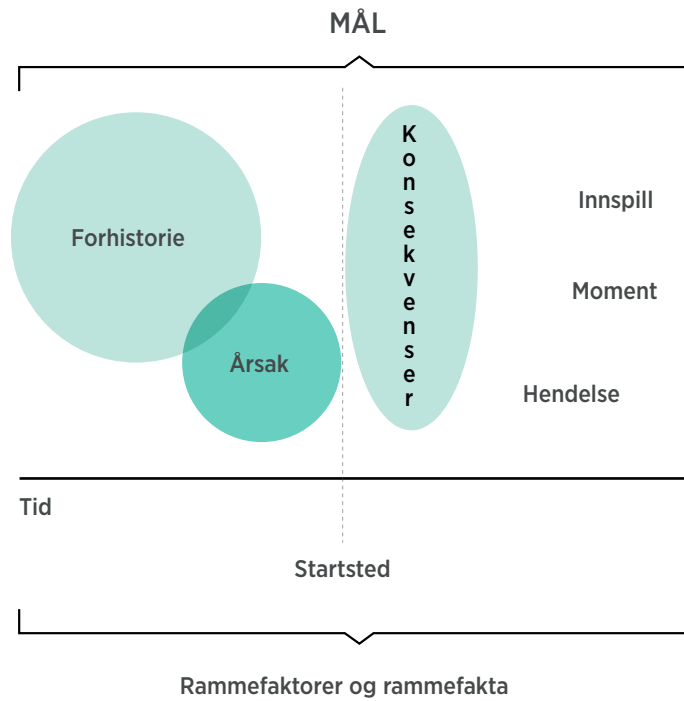 MÅL
Forhistorie
Årsak
Konsekvenser
Innspill
Moment
Hendelse
Tid
Startsted
Rammefaktorer og rammefakta